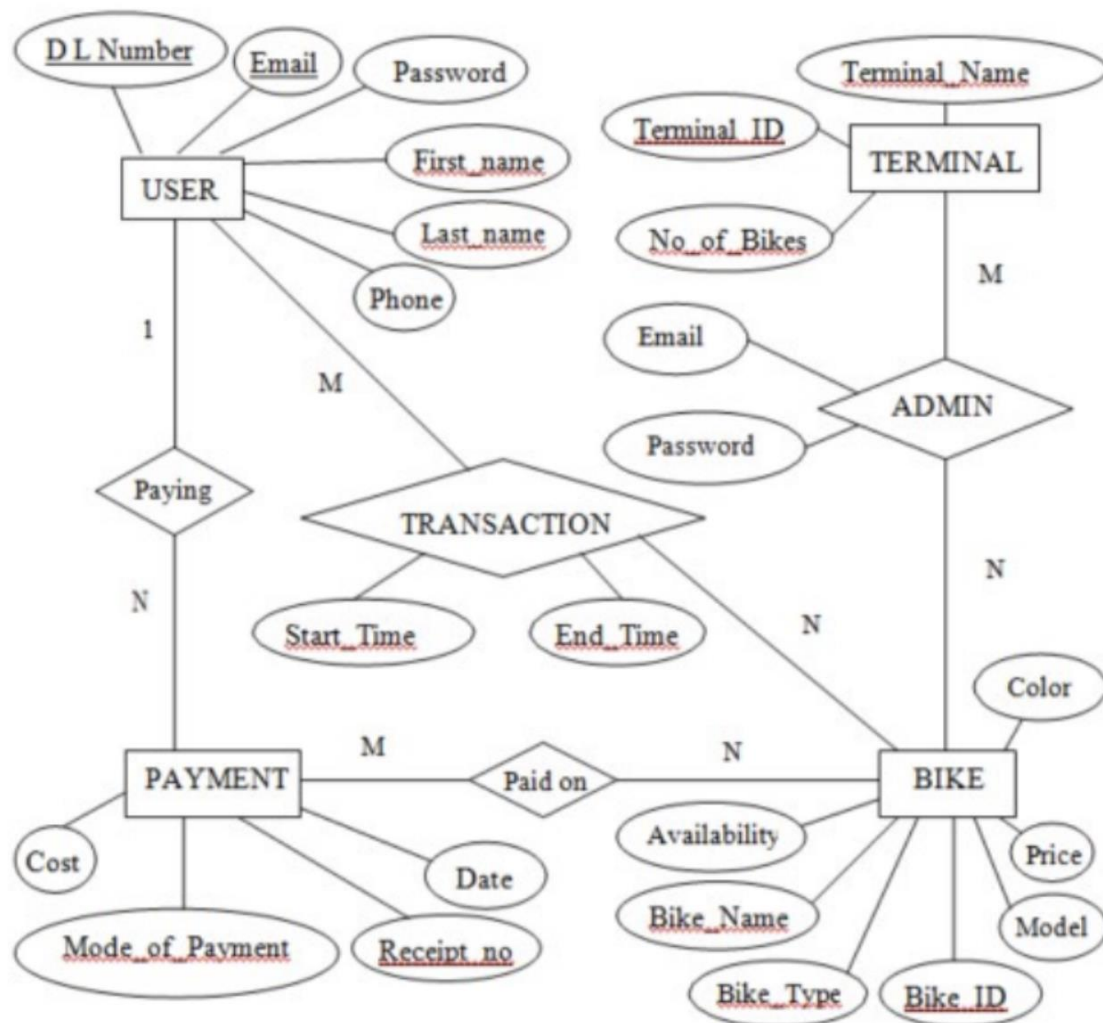 D L Number
Email
Password
Terminal_Name
Terminal_ID
TERMINAL
First_name
USER
Last_name
No_of_Bikes
Phone
M
1
Email
M
ADMIN
Password
Paying
TRANSACTION
N
N
Start_Time
End_Time
N
Color
M
N
PAYMENT
Paid on
BIKE
Availability
Cost
Date
Price
Bike_Name
Model
Mode_of_Payment
Receipt_no
Bike_Type
Bike_ID